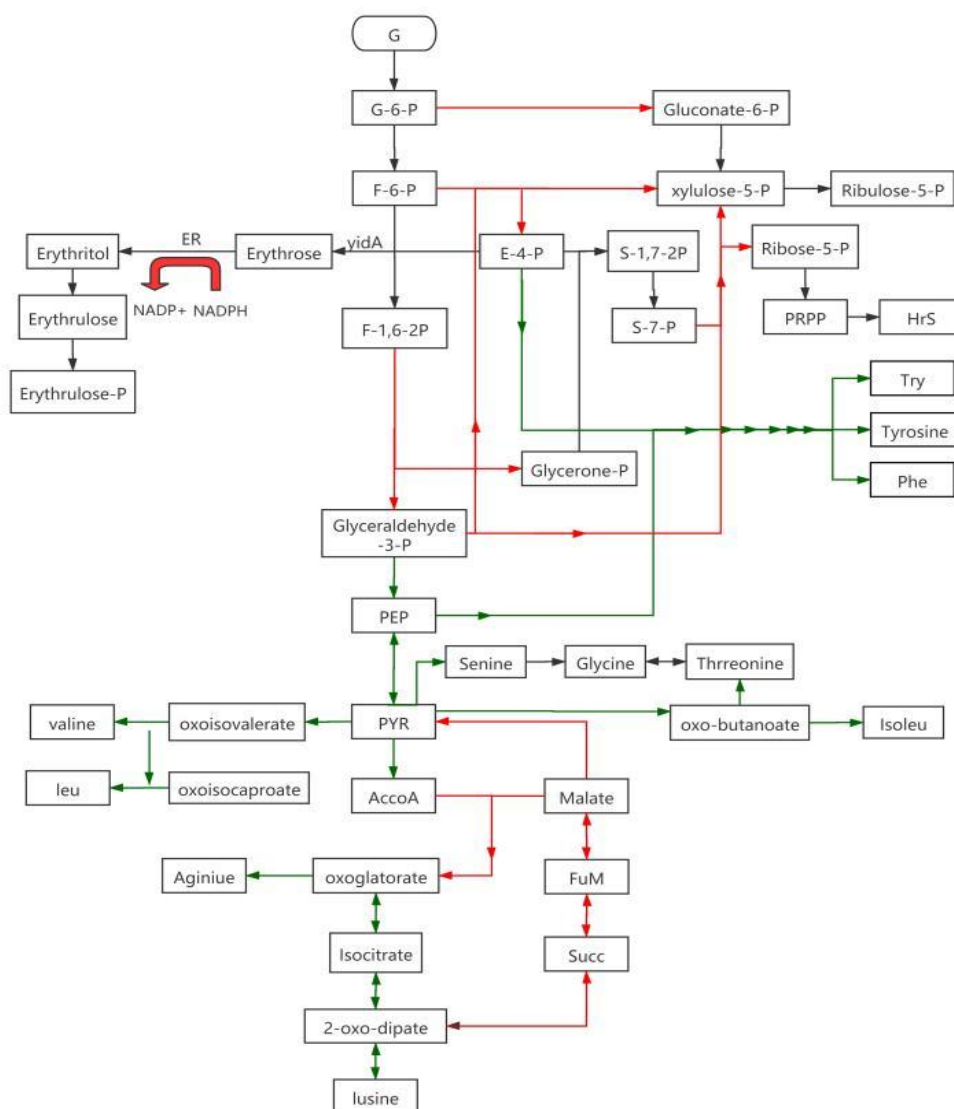 G
G-6-P
Gluconate-6-P
F-6-P
xylulose-5-P
Ribulose-5-P
Erythritol
ER
Erythrose
yidA
E-4-P
S-1,7-2P
Ribose-5-P
NADP+ NADPH
Erythrulose
F-1,6-2P
S-7-P
PRPP
HrS
Erythrulose-P
Try
Tyrosine
Glycerone-P
Phe
Glyceraldehyde
-3-P
PEP
Senine
Glycine
Thrreonine
valine
oxoisovalerate
PYR
oxo-butanoate
Isoleu
leu
oxoisocaproate
AccoA
Malate
Aginiue
oxoglatorate
FuM
Isocitrate
Succ
2-oxo-dipate
lusine